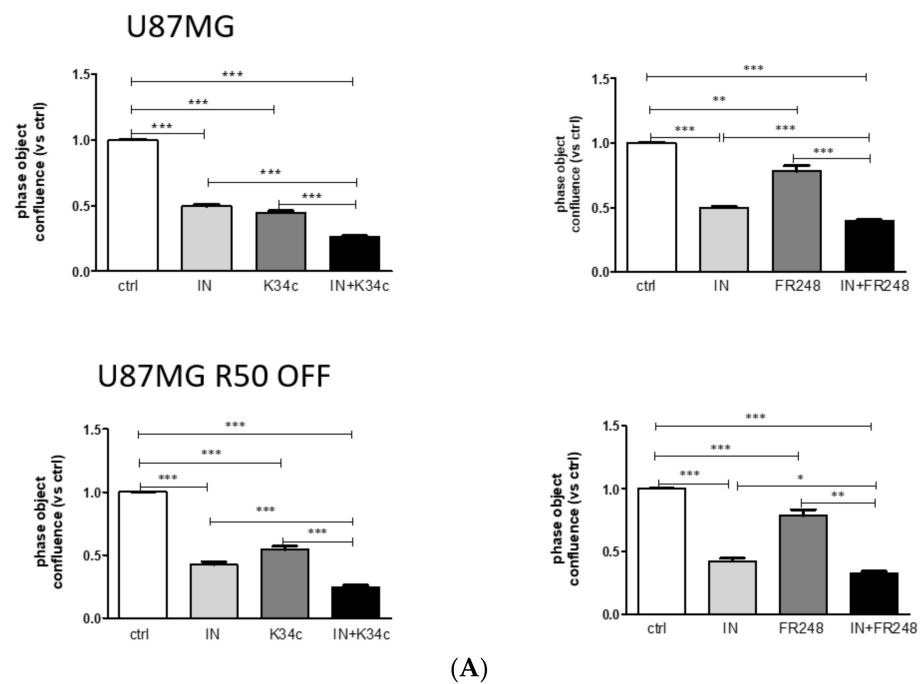 U87MG
phase object
confluence (vs ctrl)
1.5
1.0
0.5
0.0
***
***
***
***
***
ctrl
IN
K34c
IN+K34c
phase object
confluence (vs ctrl)
1.5
1.0
0.5
0.0
***
**
***
***
***
ctrl
IN
FR248
IN+FR248
U87MG R50 OFF
phase object
confluence (vs ctrl)
1.5
1.0
0.5
0.0
***
***
***
***
***
ctrl
IN
K34c
IN+K34c
phase object
confluence (vs ctrl)
1.5
1.0
0.5
0.0
***
***
***
*
**
ctrl
IN
FR248
IN+FR248
(A)